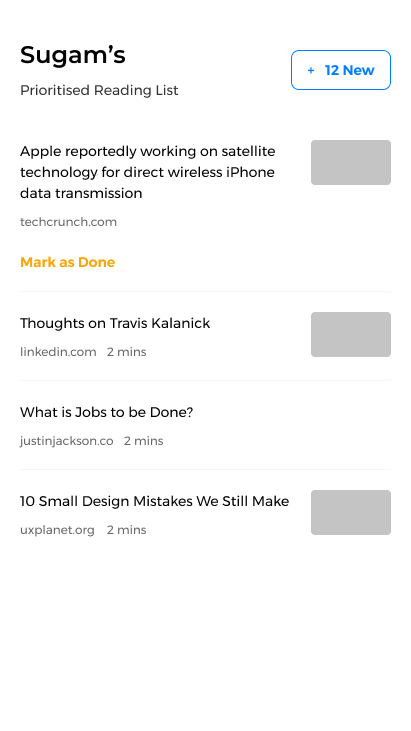 Sugam’s
Prioritised Reading List
+ 12 New
Apple reportedly working on satellite
technology for direct wireless iPhone
data transmission
techcrunch.com
Mark as Done
Thoughts on Travis Kalanick
linkedin.com 2 mins
What is Jobs to be Done?
justinjackson.co 2 mins
10 Small Design Mistakes We Still Make
uxplanet.org 2 mins